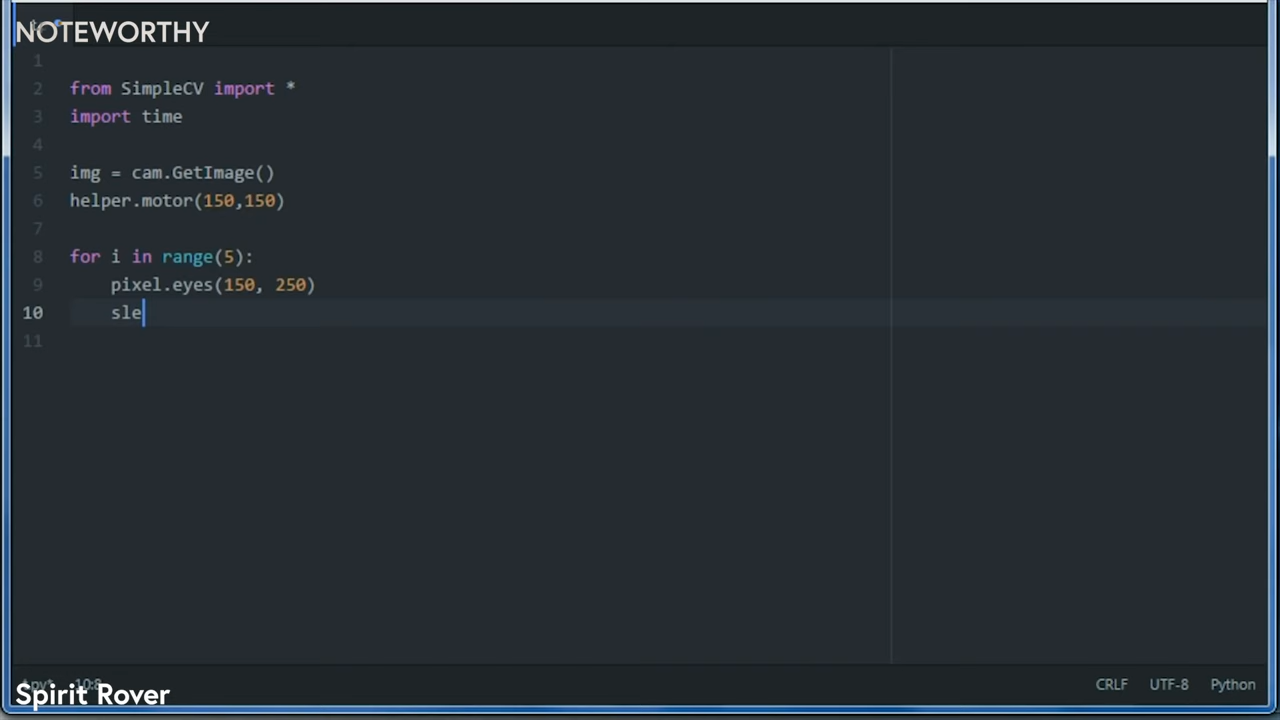 NOTEWORTHY
1
2 from SimpleCV import *
3 import time
4
5 img = cam.GetImage()
6 helper.motor(150,150)
7
8 for i in range(5):
9 pixel.eyes(150, 250)
10 sle
11
10:8 CRLF UTF-8 Python
Spirit Rover